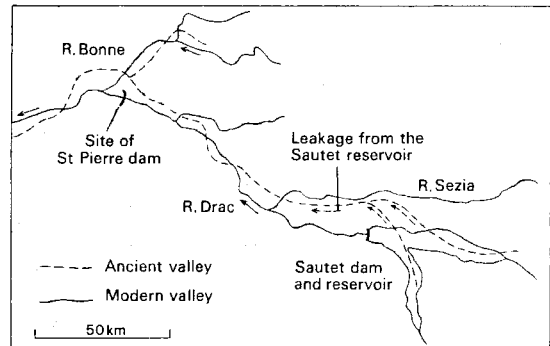 R. Bonne
Site of
St Pierre dam
Leakage from the
Sautet reservoir
R. Sezia
R. Drac
Sautet dam
and reservoir
Ancient valley
Modern valley
50km